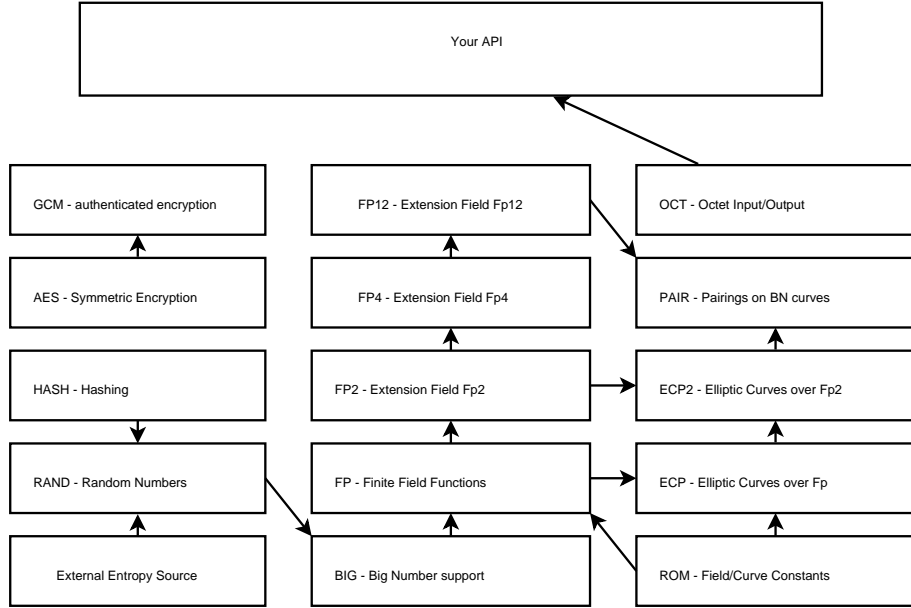 Your API
GCM - authenticated encryption
FP12 - Extension Field Fp12
OCT - Octet Input/Output
AES - Symmetric Encryption
FP4 - Extension Field Fp4
PAIR - Pairings on BN curves
HASH - Hashing
FP2 - Extension Field Fp2
ECP2 - Elliptic Curves over Fp2
RAND - Random Numbers
FP - Finite Field Functions
ECP - Elliptic Curves over Fp
External Entropy Source
BIG - Big Number support
ROM - Field/Curve Constants